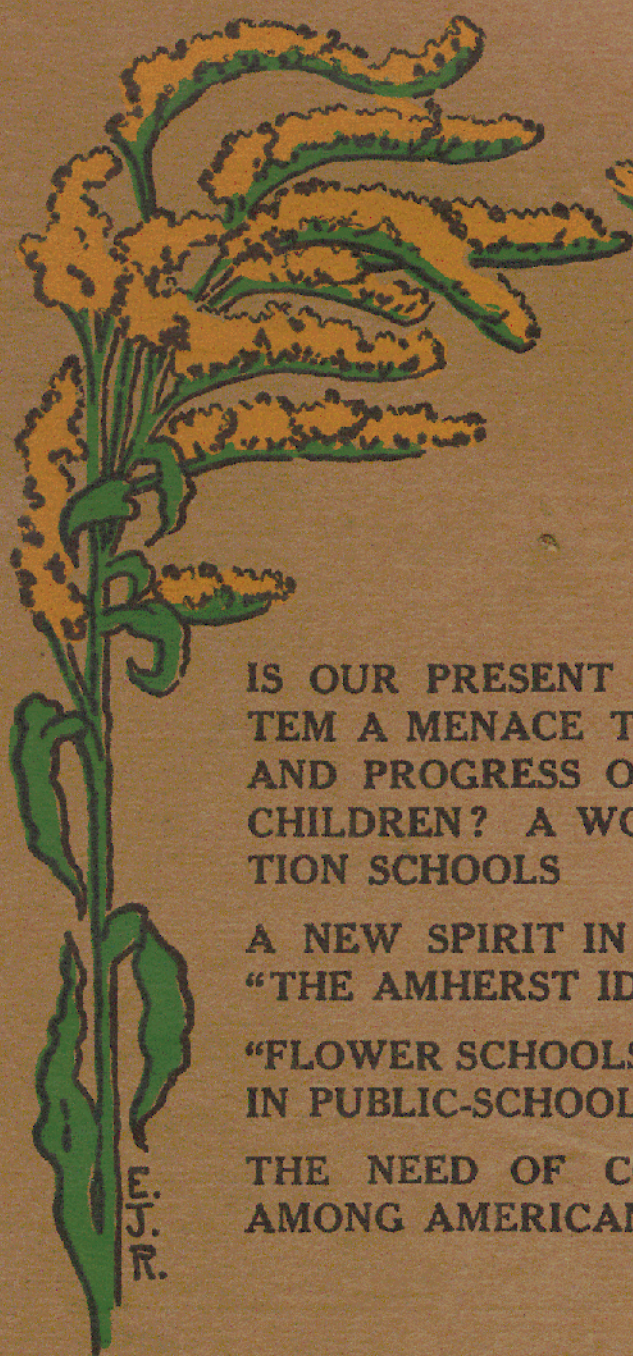 IS OUR PRESENT
TEM A MENACE T
AND PROGRESS O
CHILDREN? A WO
TION SCHOOLS
A NEW SPIRIT IN
“THE AMHERST ID
“FLOWER SCHOOLS
IN PUBLIC-SCHOOL
THE NEED OF C
AMONG AMERICAN
E.
J.
R.